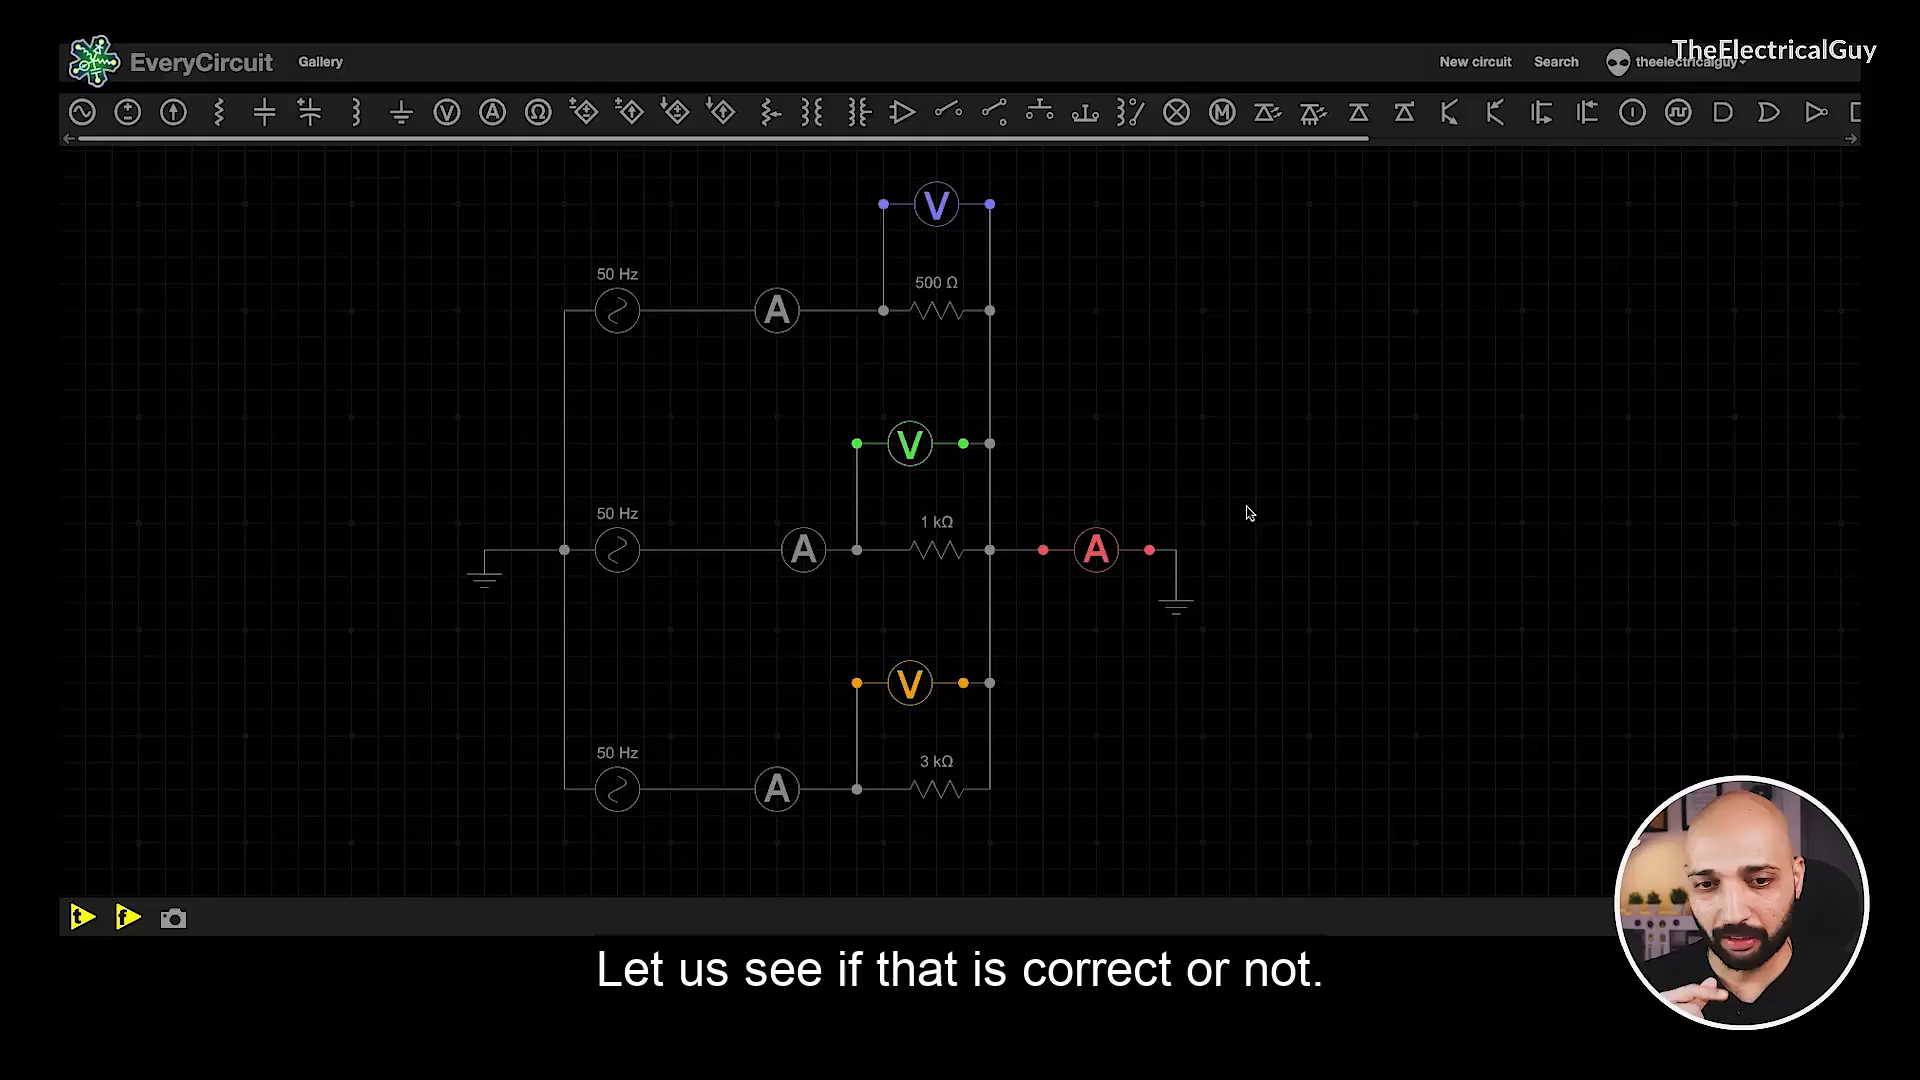 TheElectricalGuy
EveryCircuit
Gallery
New circuit
Search
theelectricalguy
V
A
Ω
M
V
50 Hz
500 Ω
A
V
50 Hz
1 kΩ
A
A
V
50 Hz
3 kΩ
A
t
f
Let us see if that is correct or not.